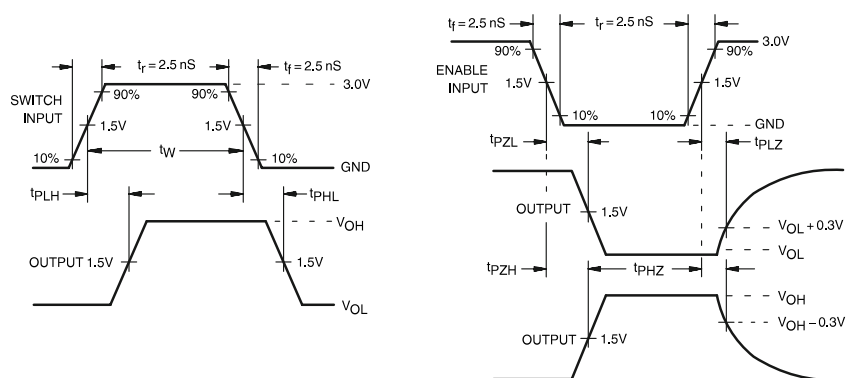 tr = 2.5 nS
tf = 2.5 nS
3.0V
SWITCH
INPUT
90%
90%
1.5V
1.5V
tW
10%
10%
GND
tPLH
tPHL
VOH
OUTPUT
1.5V
1.5V
VOL
tf = 2.5 nS
tr = 2.5 nS
90%
90%
3.0V
ENABLE
INPUT
1.5V
1.5V
10%
10%
GND
tPZL
tPLZ
OUTPUT
1.5V
VOL + 0.3V
VOL
tPZH
tPHZ
VOH
VOH – 0.3V
OUTPUT
1.5V